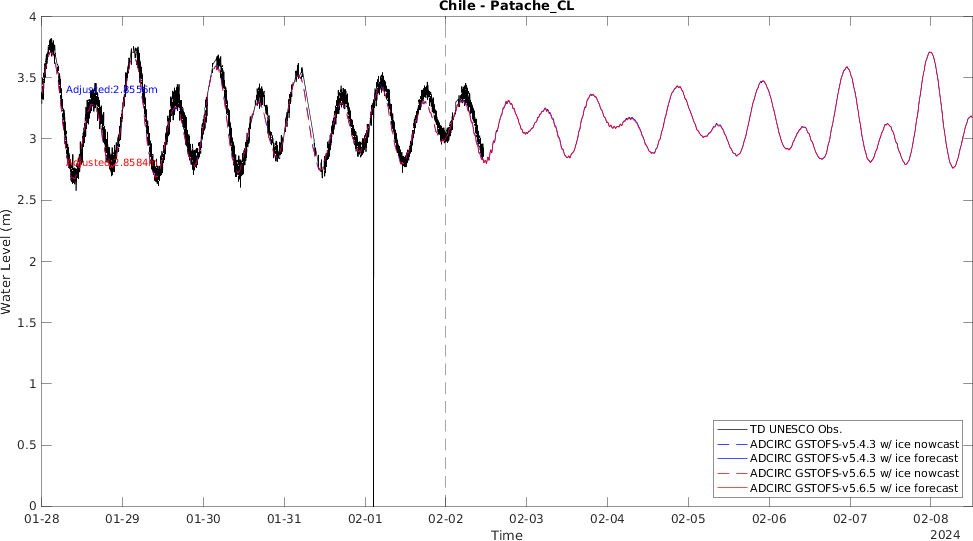 Chile - Patache_CL
4
3.5
3
2.5
2
1.5
1
0.5
0
Water Level (m)
Adjusted:2.8556m
Adjusted:2.8584m
TD UNESCO Obs.
ADCIRC GSTOFS-v5.4.3 w/ ice nowcast
ADCIRC GSTOFS-v5.4.3 w/ ice forecast
ADCIRC GSTOFS-v5.6.5 w/ ice nowcast
ADCIRC GSTOFS-v5.6.5 w/ ice forecast
01-28 01-29 01-30 01-31 02-01 02-02 02-03 02-04 02-05 02-06 02-07 02-08
Time
2024